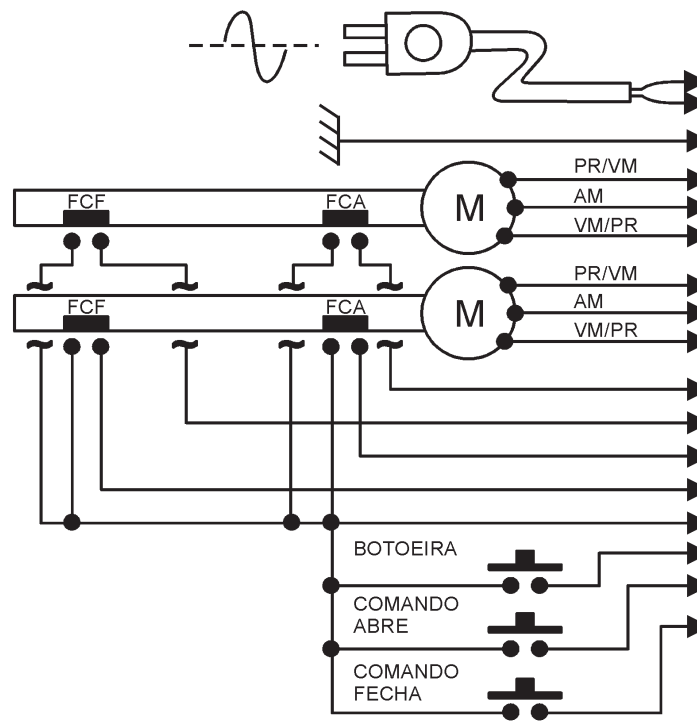 PR/VM
FCF
FCA
M
AM
VM/PR
PR/VM
FCF
FCA
M
AM
VM/PR
BOTOEIRA
COMANDO
ABRE
COMANDO
FECHA